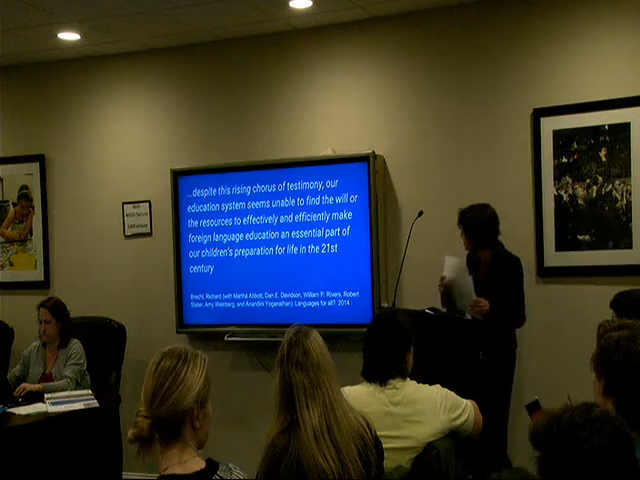 ...despite this rising chorus of testimony, our
education system seems unable to find the will or
the resources to effectively and efficiently make
foreign language education an essential part of
our children's preparation for life in the 21st
century
Brecht, Richard (with Martha Abbott, Dan E. Davidson, William P. Rivers, Robert
Slater, Amy Weinberg, and Anandini Yoganathan). Languages for all? 2014